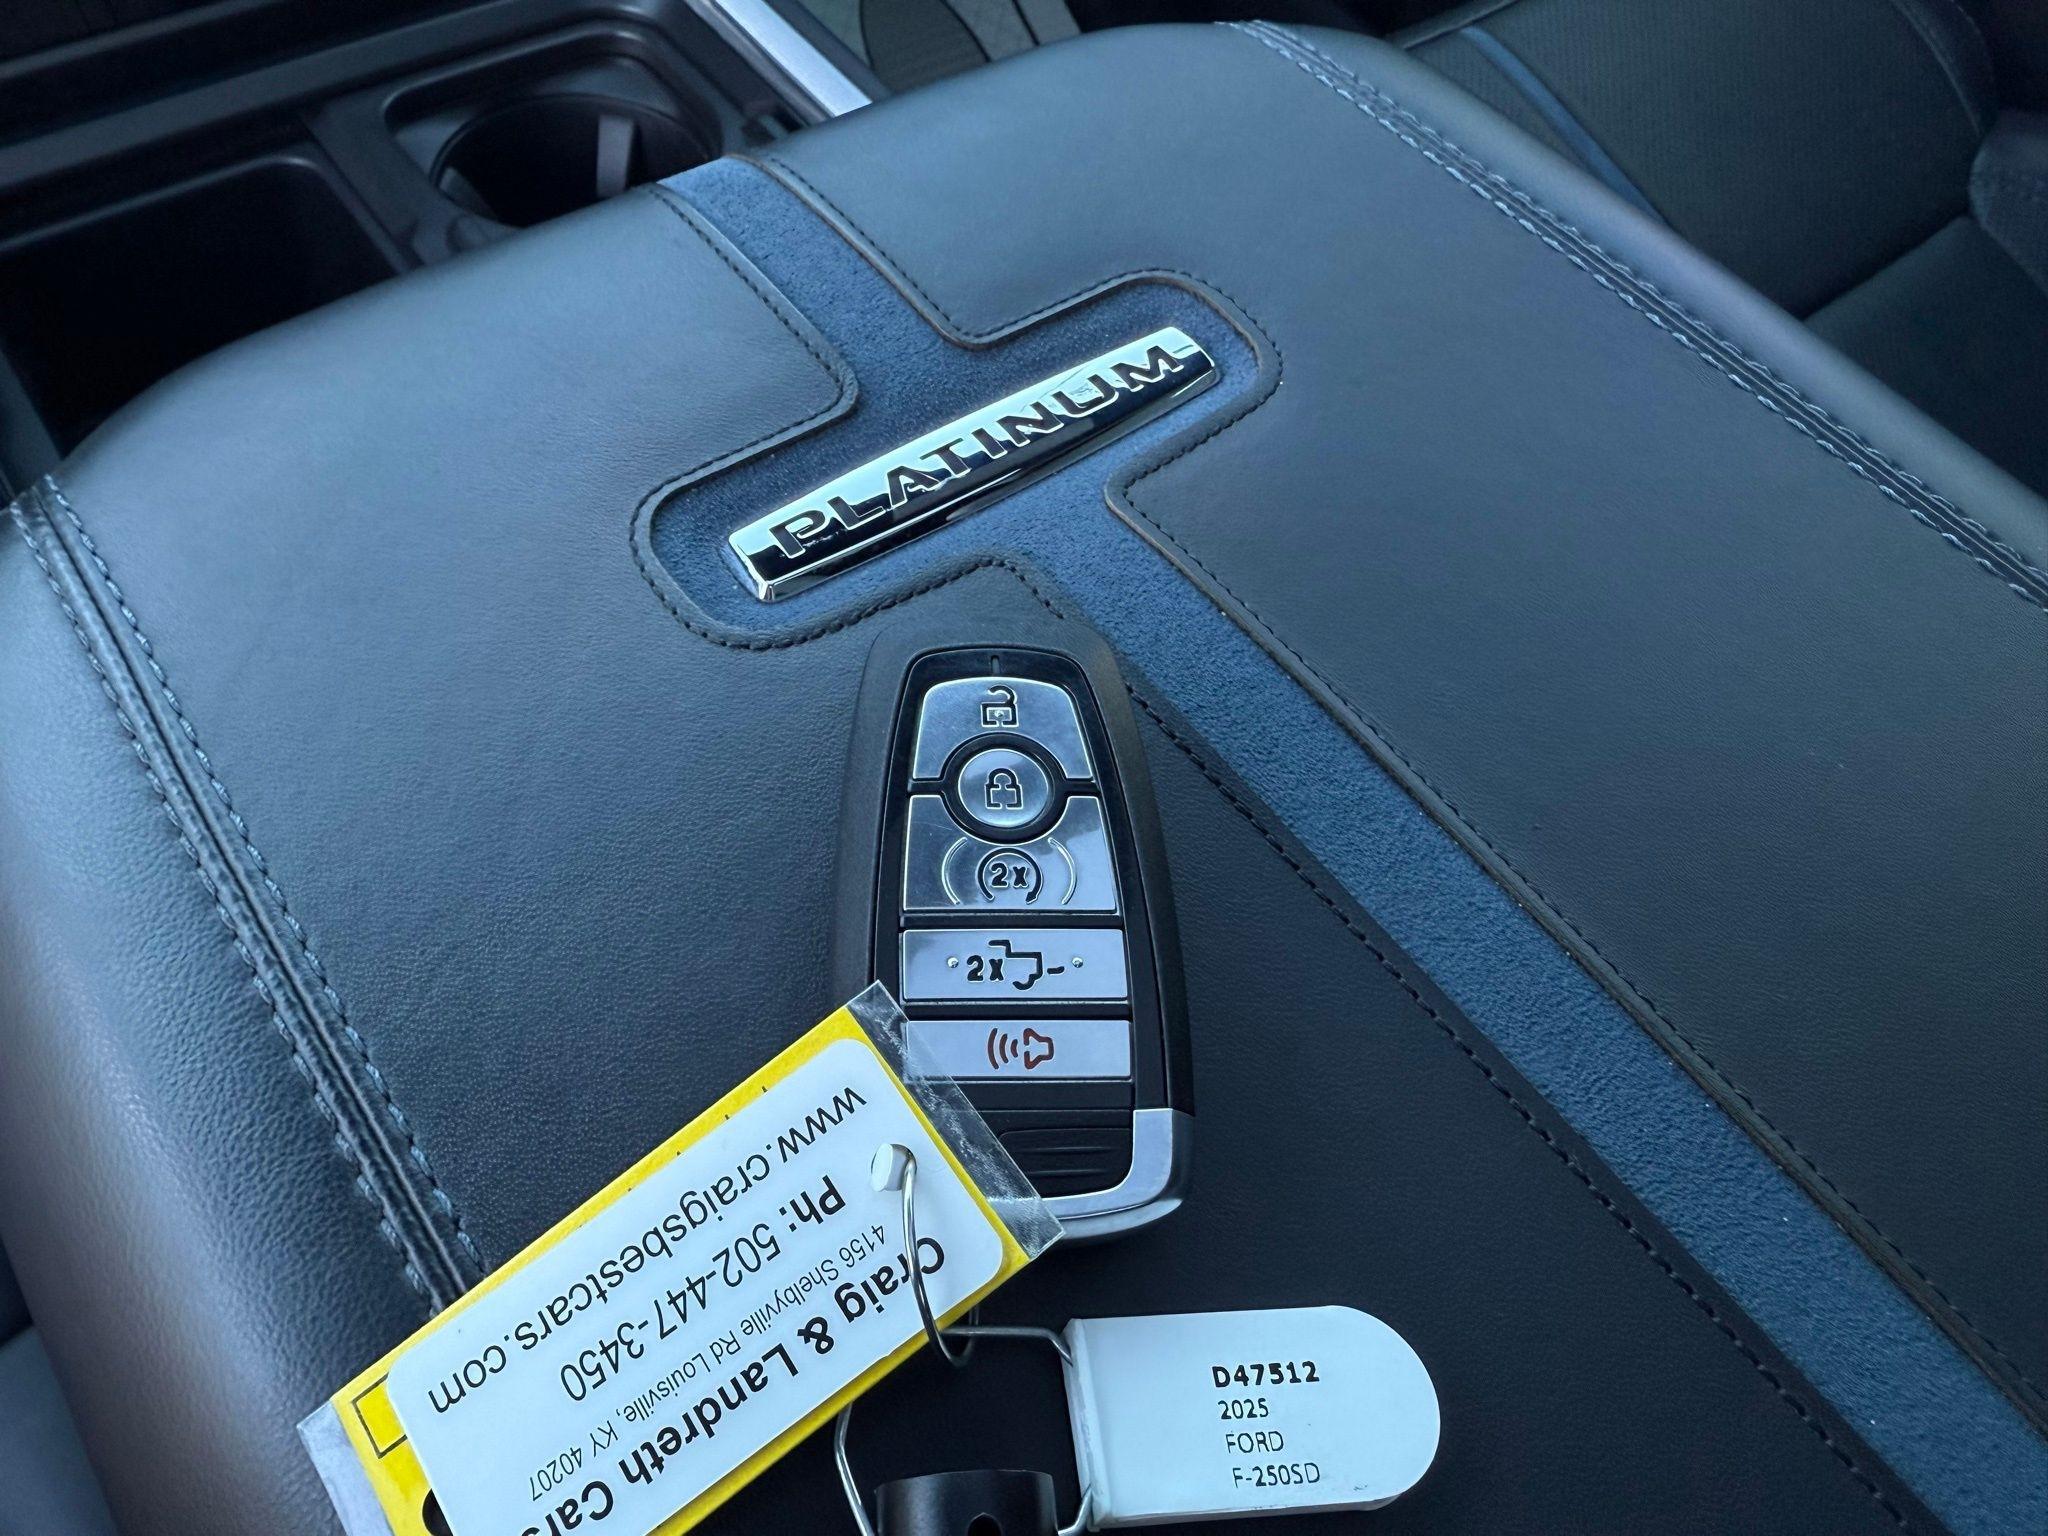 PLATINUM
2x
2x
Craig & Landreth Cars
4156 Shelbyville Rd Louisville, KY 40207
Ph: 502-447-3450
www.craigsbestcars.com
D47512
2025
FORD
F-250SD